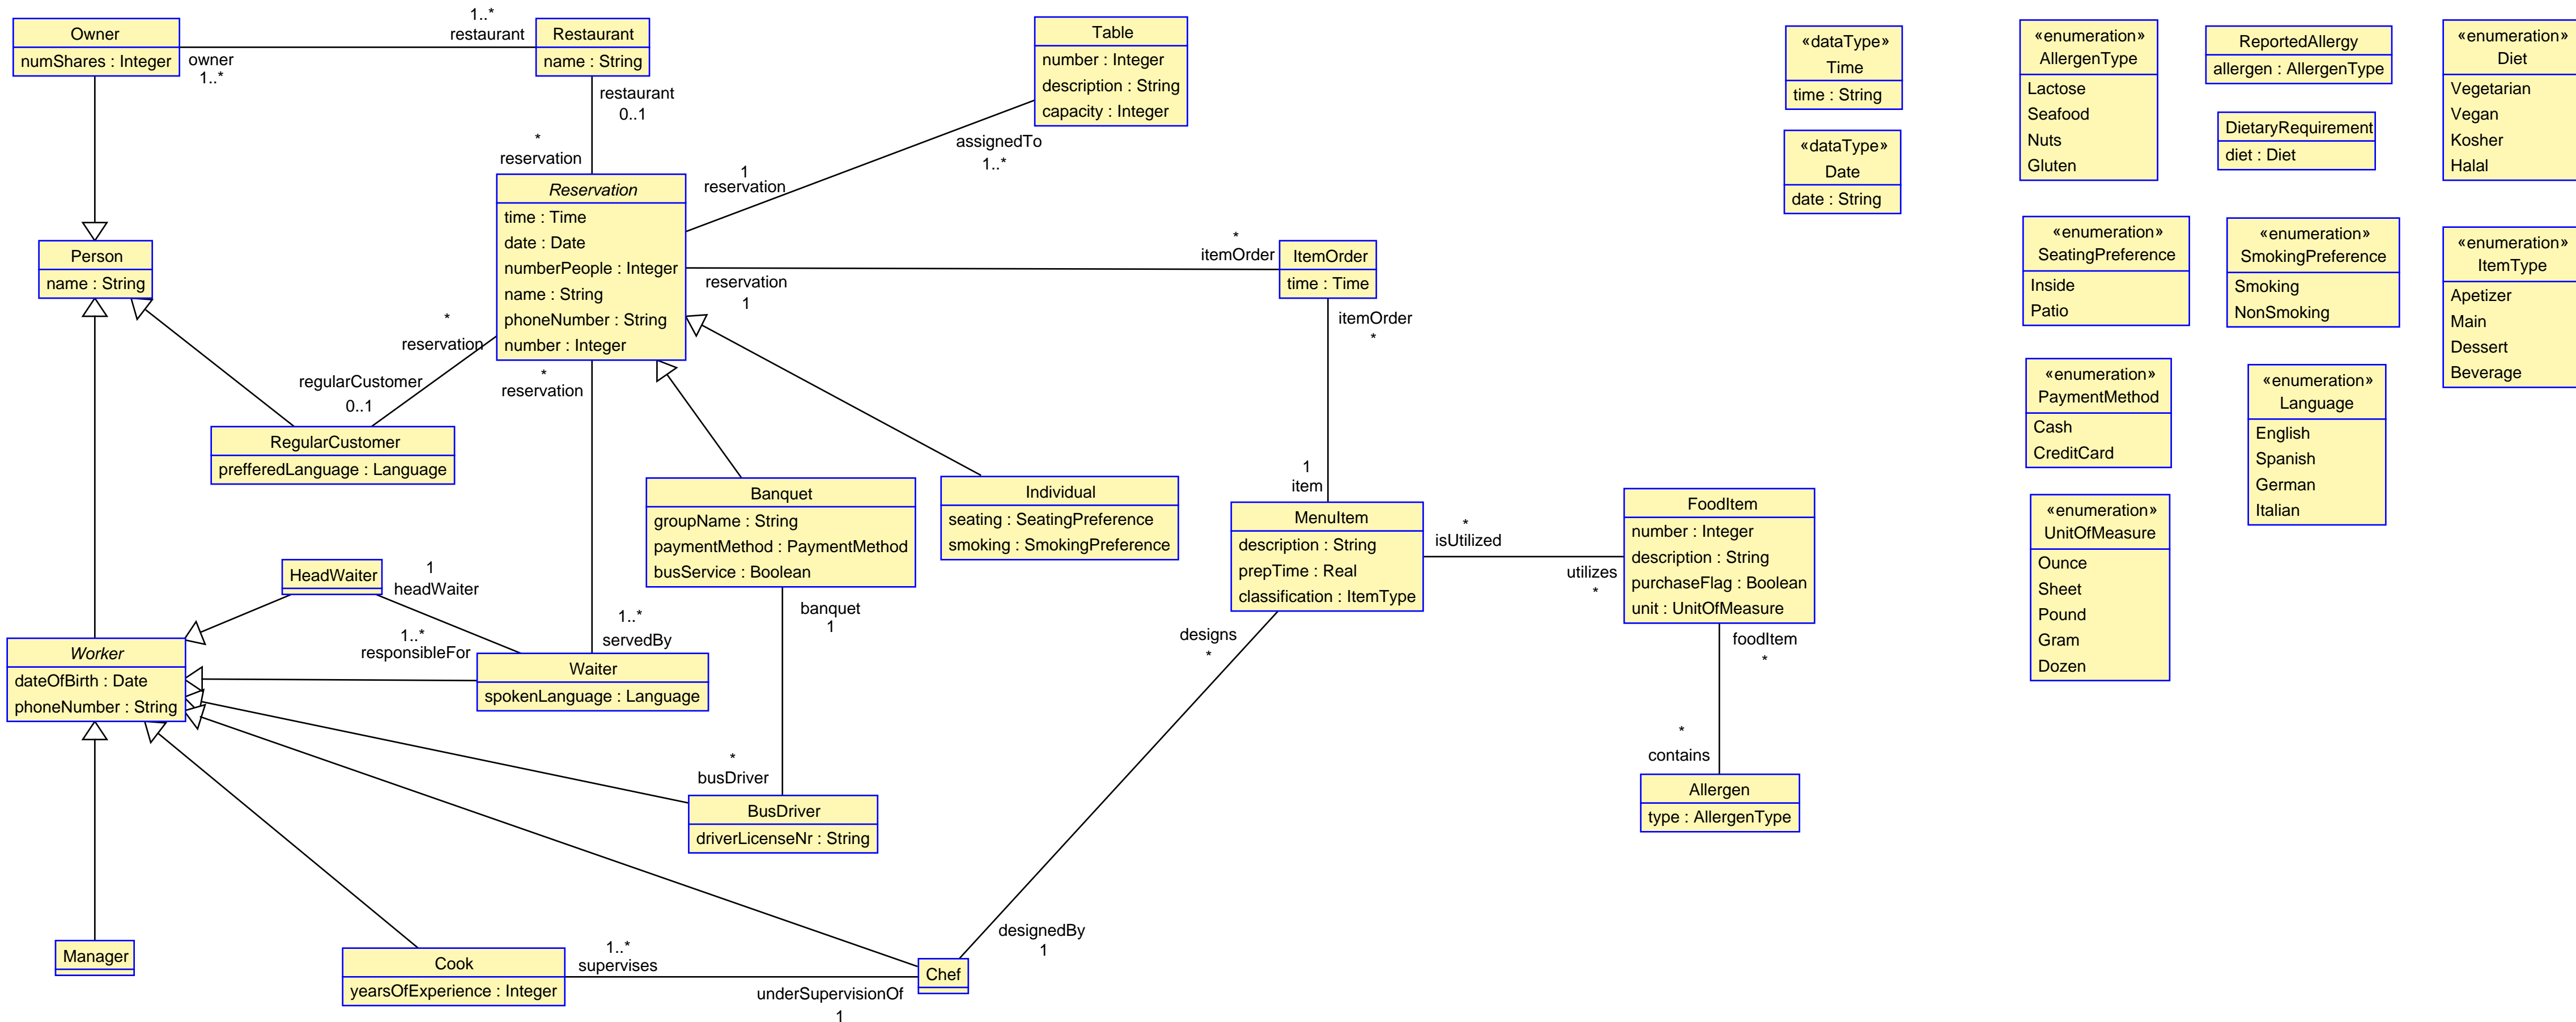 Owner
numShares : Integer
1..*
restaurant
owner
1..*
Restaurant
name : String
restaurant
0..1
*
reservation
Table
number : Integer
description : String
capacity : Integer
assignedTo
1..*
1
reservation
Reservation
time : Time
date : Date
numberPeople : Integer
name : String
phoneNumber : String
number : Integer
*
itemOrder
reservation
1
ItemOrder
time : Time
itemOrder
*
1
item
Person
name : String
*
reservation
regularCustomer
0..1
RegularCustomer
prefferedLanguage : Language
*
reservation
Banquet
groupName : String
paymentMethod : PaymentMethod
busService : Boolean
Individual
seating : SeatingPreference
smoking : SmokingPreference
MenuItem
description : String
prepTime : Real
classification : ItemType
*
isUtilized
utilizes
*
FoodItem
number : Integer
description : String
purchaseFlag : Boolean
unit : UnitOfMeasure
foodItem
*
*
contains
Allergen
type : AllergenType
HeadWaiter
1
headWaiter
1..*
responsibleFor
1..*
servedBy
Waiter
spokenLanguage : Language
banquet
1
*
busDriver
BusDriver
driverLicenseNr : String
Worker
dateOfBirth : Date
phoneNumber : String
designs
*
designedBy
1
Manager
Cook
yearsOfExperience : Integer
1..*
supervises
underSupervisionOf
1
Chef
«dataType»
Time
time : String
«dataType»
Date
date : String
«enumeration»
AllergenType
Lactose
Seafood
Nuts
Gluten
ReportedAllergy
allergen : AllergenType
DietaryRequirement
diet : Diet
«enumeration»
Diet
Vegetarian
Vegan
Kosher
Halal
«enumeration»
SeatingPreference
Inside
Patio
«enumeration»
SmokingPreference
Smoking
NonSmoking
«enumeration»
ItemType
Apetizer
Main
Dessert
Beverage
«enumeration»
PaymentMethod
Cash
CreditCard
«enumeration»
Language
English
Spanish
German
Italian
«enumeration»
UnitOfMeasure
Ounce
Sheet
Pound
Gram
Dozen